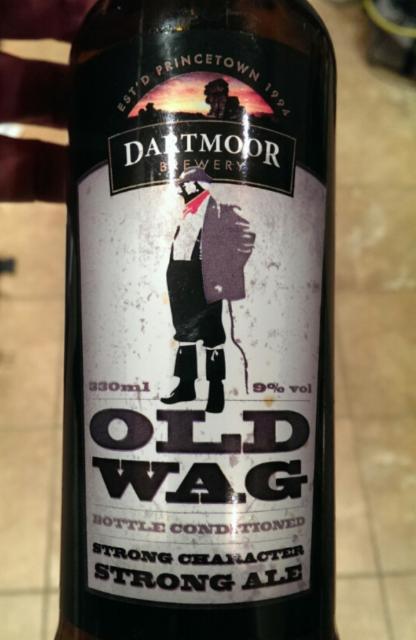 EST'D PRINCETOWN 1994
DARTMOOR
BREWERY
330ml 9% vol
OLD
WAG
BOTTLE CONDITIONED
STRONG CHARACTER
STRONG ALE